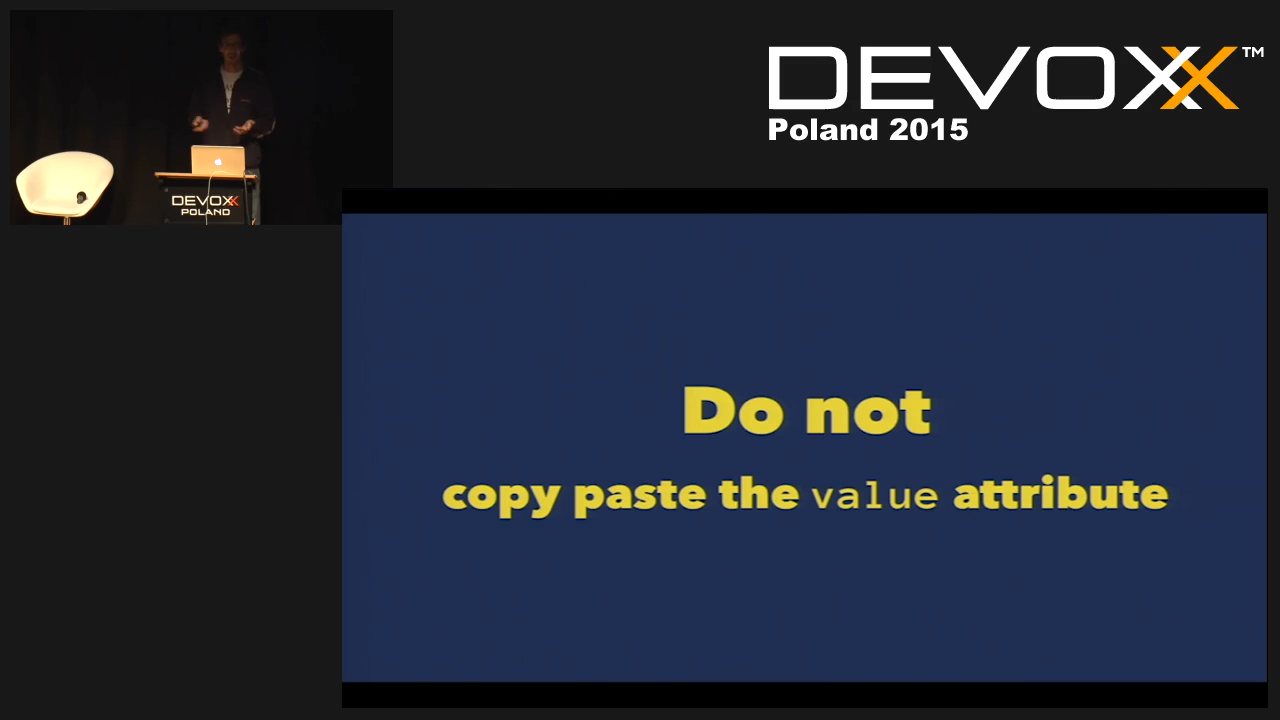 DEVOXX™
Poland 2015
DEVOXX
POLAND
Do not
copy paste the value attribute